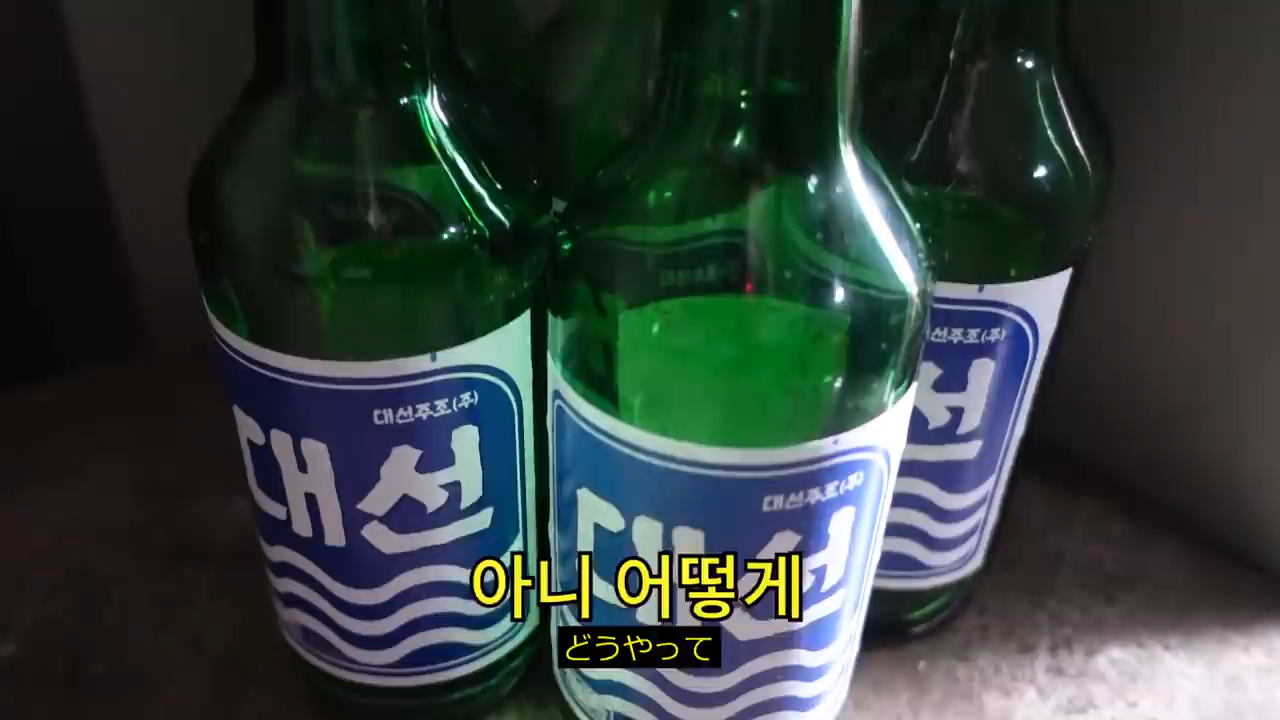 대선주조(주)
대선
대선주조(주)
대선
선주조(주)
선
아니 어떻게
どうやって